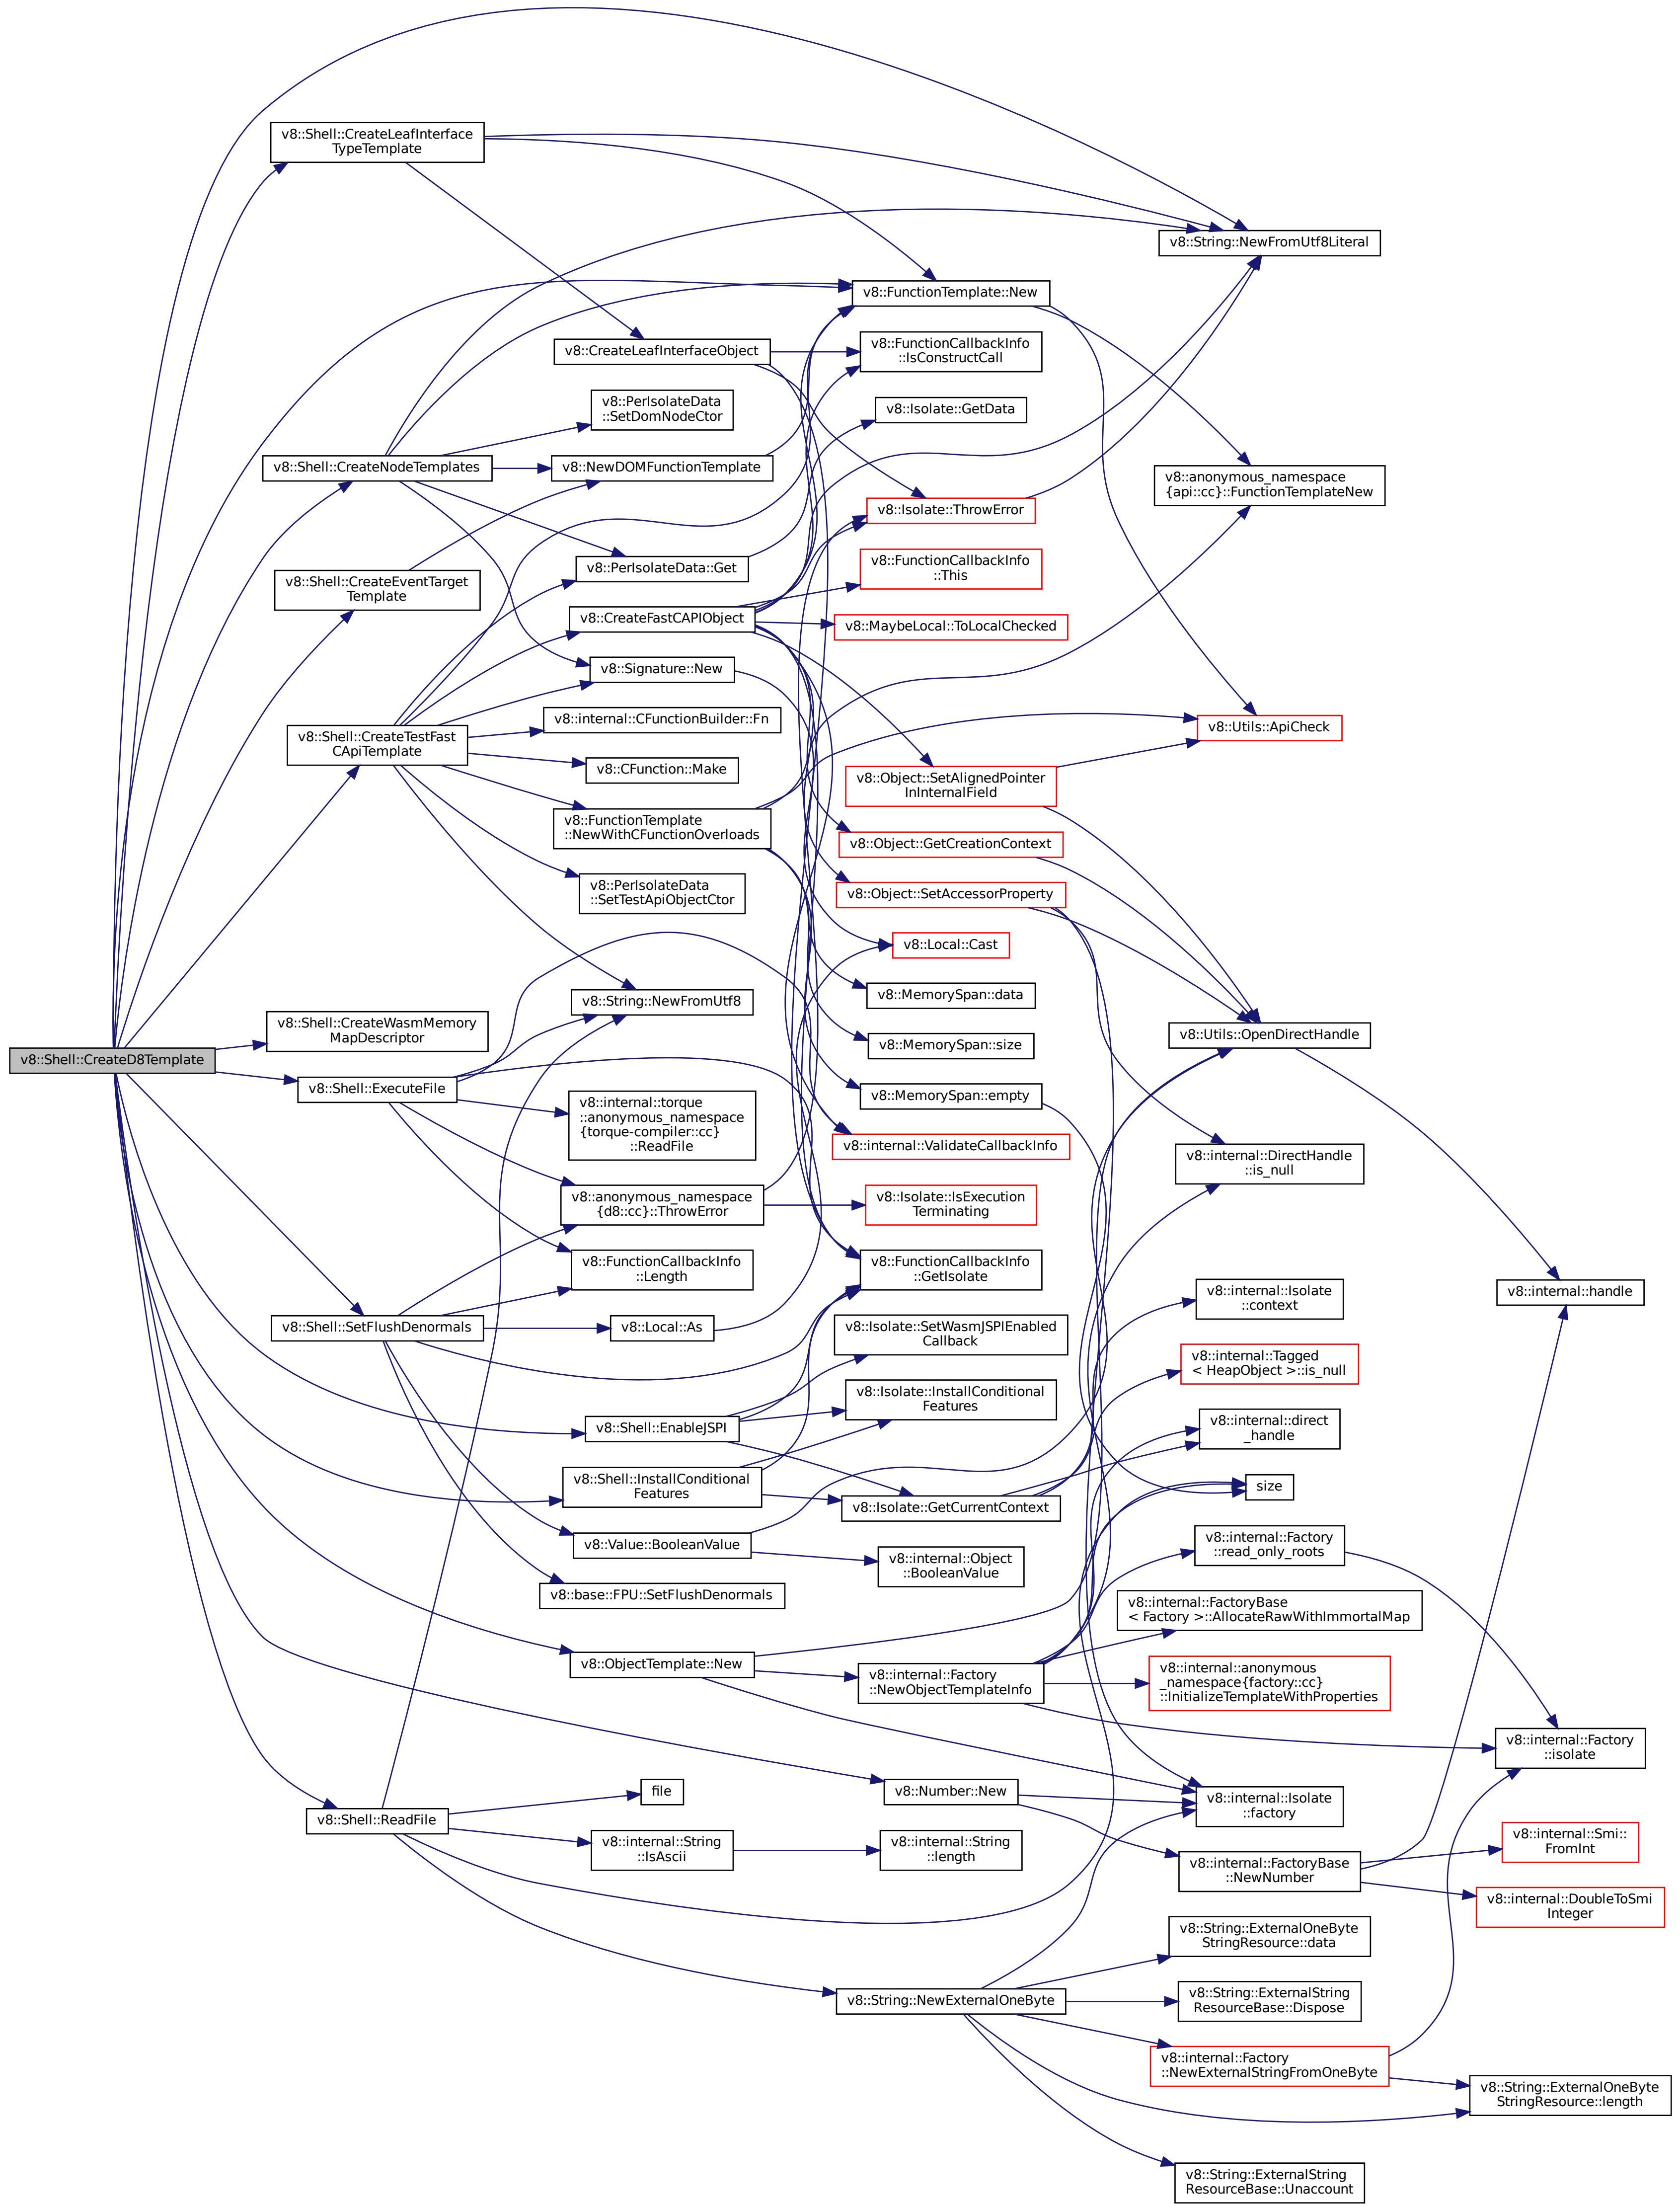 v8::Shell::CreateD8Template
v8::Shell::CreateLeafInterface
TypeTemplate
v8::Shell::CreateNodeTemplates
v8::Shell::CreateEventTarget
Template
v8::Shell::CreateTestFast
CApiTemplate
v8::Shell::CreateWasmMemory
MapDescriptor
v8::Shell::ExecuteFile
v8::Shell::SetFlushDenormals
v8::Shell::ReadFile
v8::CreateLeafInterfaceObject
v8::PerIsolateData
::SetDomNodeCtor
v8::NewDOMFunctionTemplate
v8::PerIsolateData::Get
v8::CreateFastCAPIObject
v8::Signature::New
v8::internal::CFunctionBuilder::Fn
v8::CFunction::Make
v8::FunctionTemplate
::NewWithCFunctionOverloads
v8::PerIsolateData
::SetTestApiObjectCtor
v8::String::NewFromUtf8
v8::internal::torque
::anonymous_namespace
{torque-compiler::cc}
::ReadFile
v8::anonymous_namespace
{d8::cc}::ThrowError
v8::FunctionCallbackInfo
::Length
v8::Local::As
v8::Shell::EnableJSPI
v8::Shell::InstallConditional
Features
v8::Value::BooleanValue
v8::base::FPU::SetFlushDenormals
v8::ObjectTemplate::New
file
v8::internal::String
::IsAscii
v8::FunctionTemplate::New
v8::FunctionCallbackInfo
::IsConstructCall
v8::Isolate::GetData
v8::Isolate::ThrowError
v8::FunctionCallbackInfo
::This
v8::MaybeLocal::ToLocalChecked
v8::Object::SetAlignedPointer
InInternalField
v8::Object::GetCreationContext
v8::Object::SetAccessorProperty
v8::Local::Cast
v8::MemorySpan::data
v8::MemorySpan::size
v8::MemorySpan::empty
v8::internal::ValidateCallbackInfo
v8::Isolate::IsExecution
Terminating
v8::FunctionCallbackInfo
::GetIsolate
v8::Isolate::SetWasmJSPIEnabled
Callback
v8::Isolate::InstallConditional
Features
v8::Isolate::GetCurrentContext
v8::internal::Object
::BooleanValue
v8::internal::Factory
::NewObjectTemplateInfo
v8::Number::New
v8::internal::String
::length
v8::String::NewExternalOneByte
v8::String::NewFromUtf8Literal
v8::anonymous_namespace
{api::cc}::FunctionTemplateNew
v8::Utils::ApiCheck
v8::Utils::OpenDirectHandle
v8::internal::DirectHandle
::is_null
v8::internal::Isolate
::context
v8::internal::Tagged
< HeapObject >::is_null
v8::internal::direct
_handle
size
v8::internal::Factory
::read_only_roots
v8::internal::FactoryBase
< Factory >::AllocateRawWithImmortalMap
v8::internal::anonymous
_namespace{factory::cc}
::InitializeTemplateWithProperties
v8::internal::Isolate
::factory
v8::internal::FactoryBase
::NewNumber
v8::String::ExternalOneByte
StringResource::data
v8::String::ExternalString
ResourceBase::Dispose
v8::internal::Factory
::NewExternalStringFromOneByte
v8::String::ExternalString
ResourceBase::Unaccount
v8::internal::handle
v8::internal::Factory
::isolate
v8::internal::Smi::
FromInt
v8::internal::DoubleToSmi
Integer
v8::String::ExternalOneByte
StringResource::length